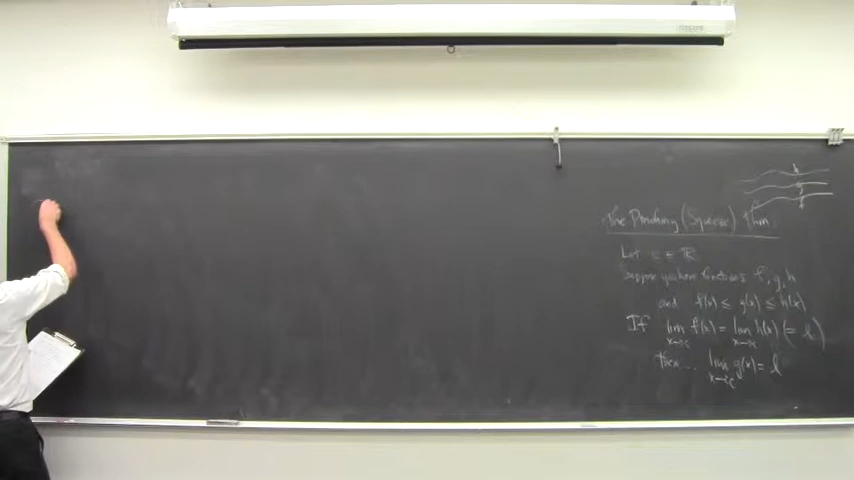 The Pinching (Squeeze) Thm.
Let c ∈ ℝ
Suppose you have functions f, g, h
and f(x) ≤ g(x) ≤ h(x)
If lim x→c f(x) = lim x→c h(x) (= l)
then... lim x→c g(x) = l